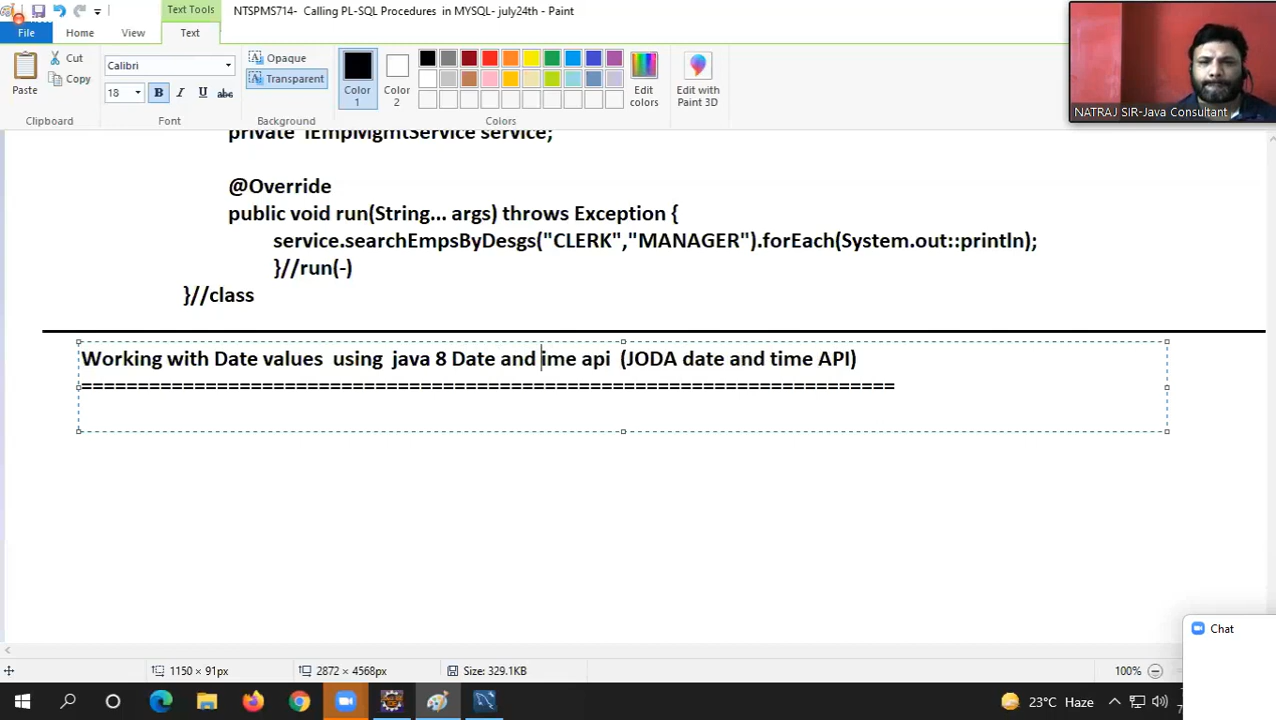 Text Tools
NTSPMS714- Calling PL-SQL Procedures in MYSQL- july24th - Paint
File
Home
View
Text
Paste
Cut
Copy
Clipboard
Calibri
18
B
I
U
abc
Font
A
Opaque
A
Transparent
Color
1
Color
2
Edit
colors
Edit with
Paint 3D
Colors
NATRAJ SIR-Java Consultant
private IEmpMgmtService service;
@Override
public void run(String... args) throws Exception {
service.searchEmpsByDesgs("CLERK","MANAGER").forEach(System.out::println);
}//run(-)
}//class
Working with Date values using java 8 Date and ime api (JODA date and time API)
=======================================================================
Chat
1150 × 91px
2872 × 4568px
Size: 329.1KB
100%
23°C Haze